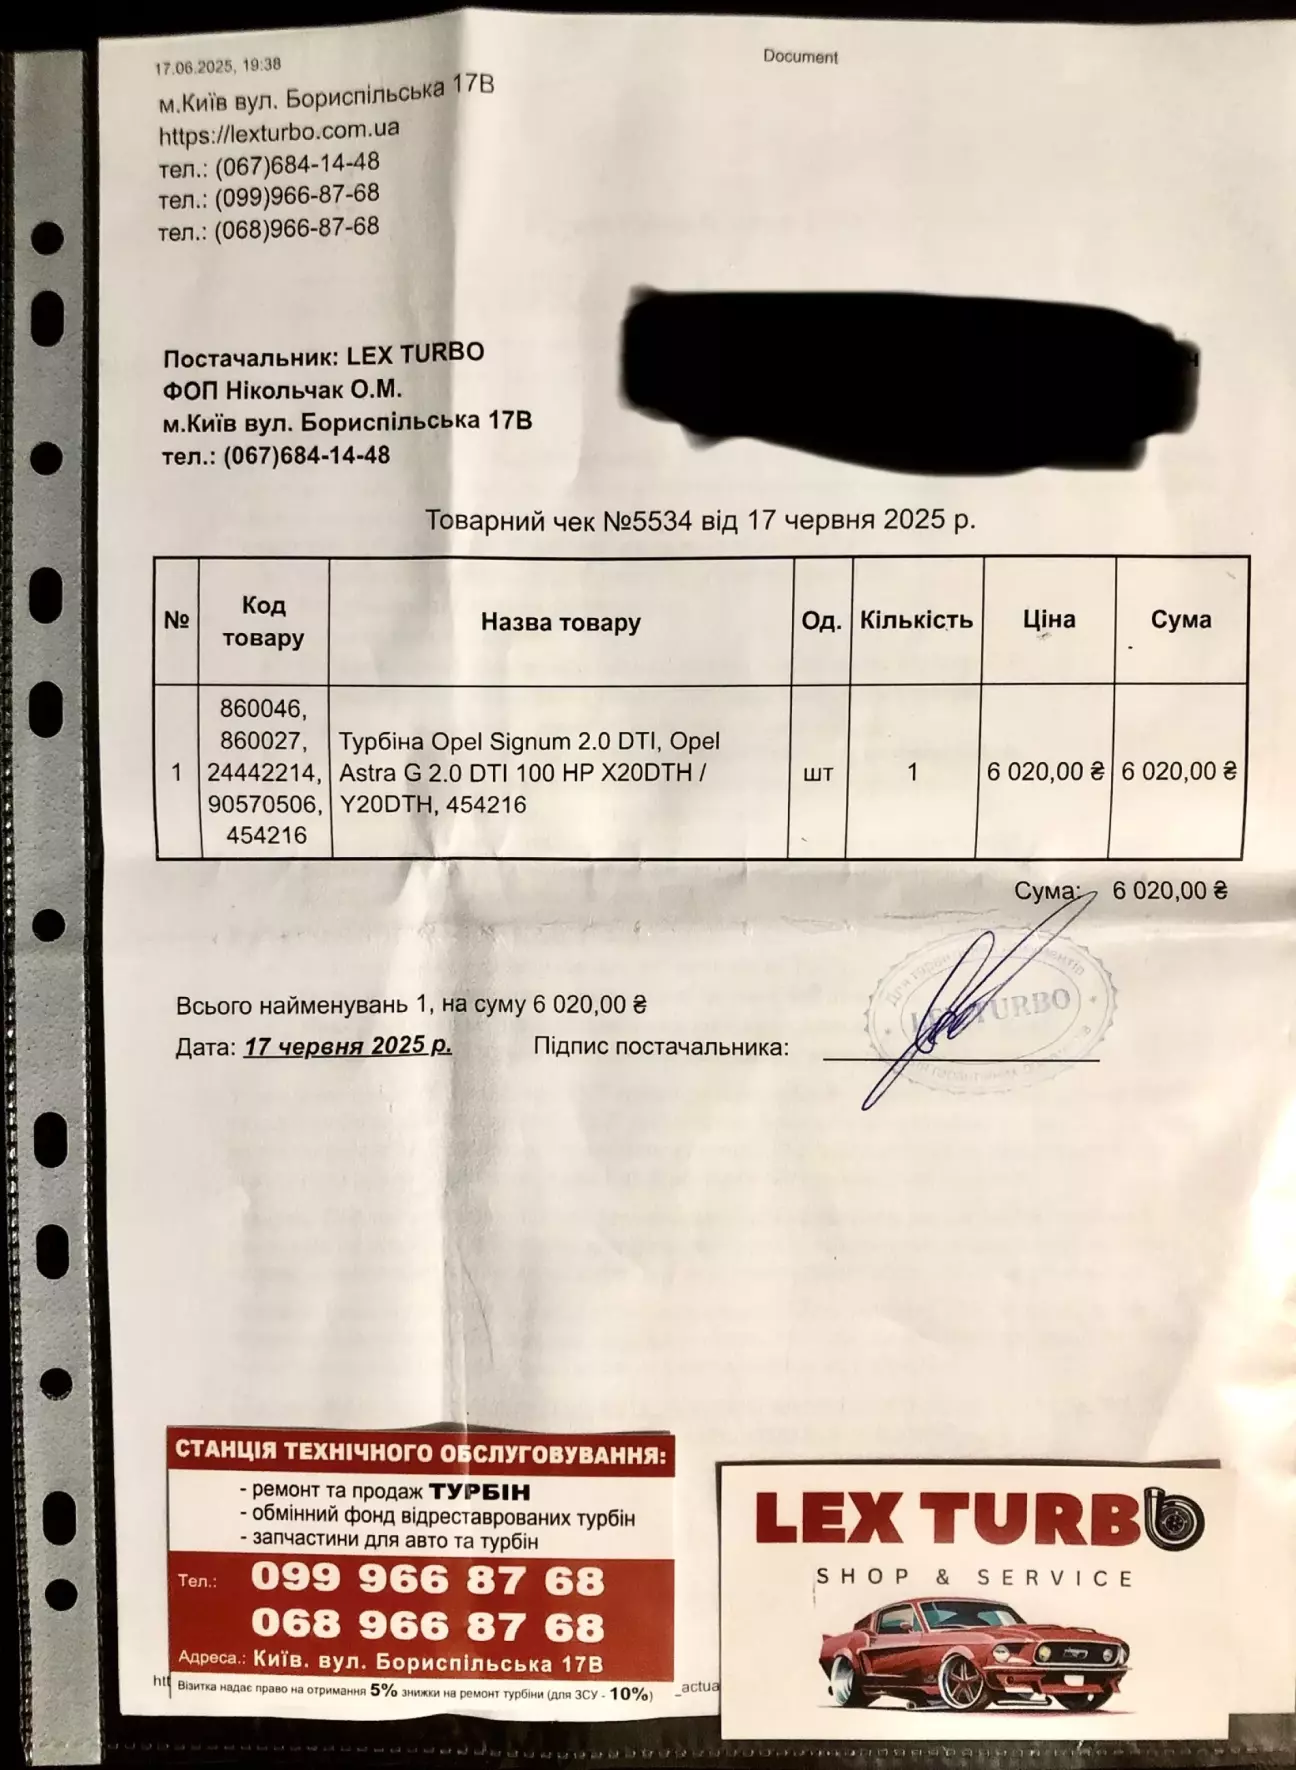 17.06.2025, 19:38
Document
м.Київ вул. Бориспільська 17В
https://lexturbo.com.ua
тел.: (067)684-14-48
тел.: (099)966-87-68
тел.: (068)966-87-68
Постачальник: LEX TURBO
ФОП Нікольчак О.М.
м.Київ вул. Бориспільська 17В
тел.: (067)684-14-48
Товарний чек №5534 від 17 червня 2025 р.
№ Код товару Назва товару Од. Кількість Ціна Сума
860046,
860027,
24442214,
90570506,
454216
1
Турбіна Opel Signum 2.0 DTI, Opel
Astra G 2.0 DTI 100 HP X20DTH /
Y20DTH, 454216
шт 1 6 020,00 ₴ 6 020,00 ₴
Сума: 6 020,00 ₴
Всього найменувань 1, на суму 6 020,00 ₴
Дата: 17 червня 2025 р. Підпис постачальника:
LEX TURBO
СТАНЦІЯ ТЕХНІЧНОГО ОБСЛУГОВУВАННЯ:
- ремонт та продаж ТУРБІН
- обмінний фонд відреставрованих турбін
- запчастини для авто та турбін
Тел.: 099 966 87 68
068 966 87 68
Адреса.: Київ. вул. Бориспільська 17В
Візитка надає право на отримання 5% знижки на ремонт турбіни (для ЗСУ - 10%)
_actua
LEX TURBO
SHOP & SERVICE